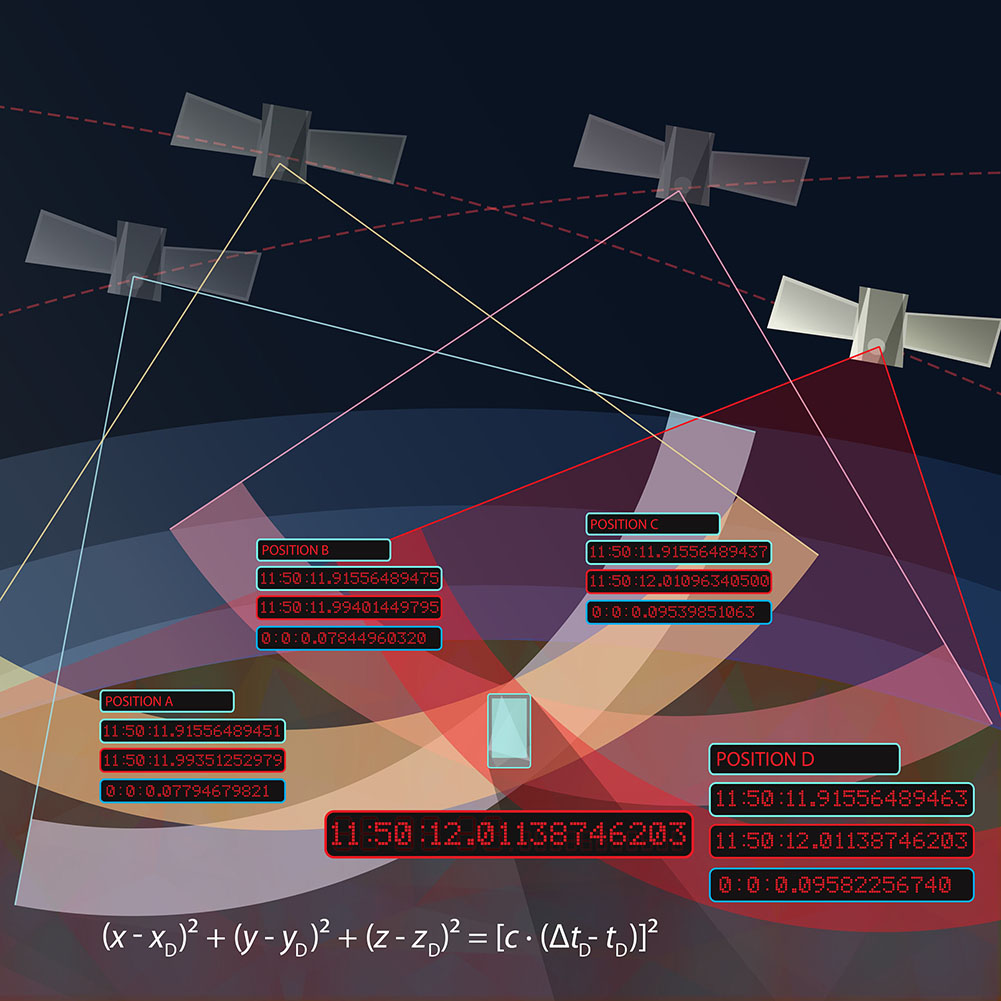 POSITION C
11:50:11.91556489437
11:50:12.01096340500
0:0:0.09539851063
POSITION B
11:50:11.91556489475
11:50:11.99401449795
0:0:0.07844960320
POSITION A
11:50:11.91556489451
11:50:11.99351252979
0:0:0.07794679821
POSITION D
11:50:11.91556489463
11:50:12.01138746203
0:0:0.09582256740
11:50:12.01138746203
(x - x_D)² + (y - y_D)² + (z - z_D)² = [c · (Δt_D - t_D)]²